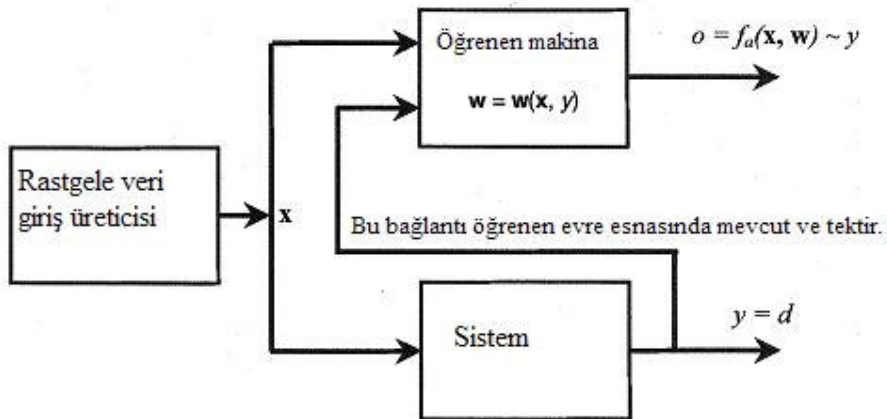 Öğrenen makina
w = w(x, y)
o = fₐ(x, w) ~ y
Rastgele veri
giriş üreticisi
x
Bu bağlantı öğrenen evre esnasında mevcut ve tektir.
Sistem
y = d